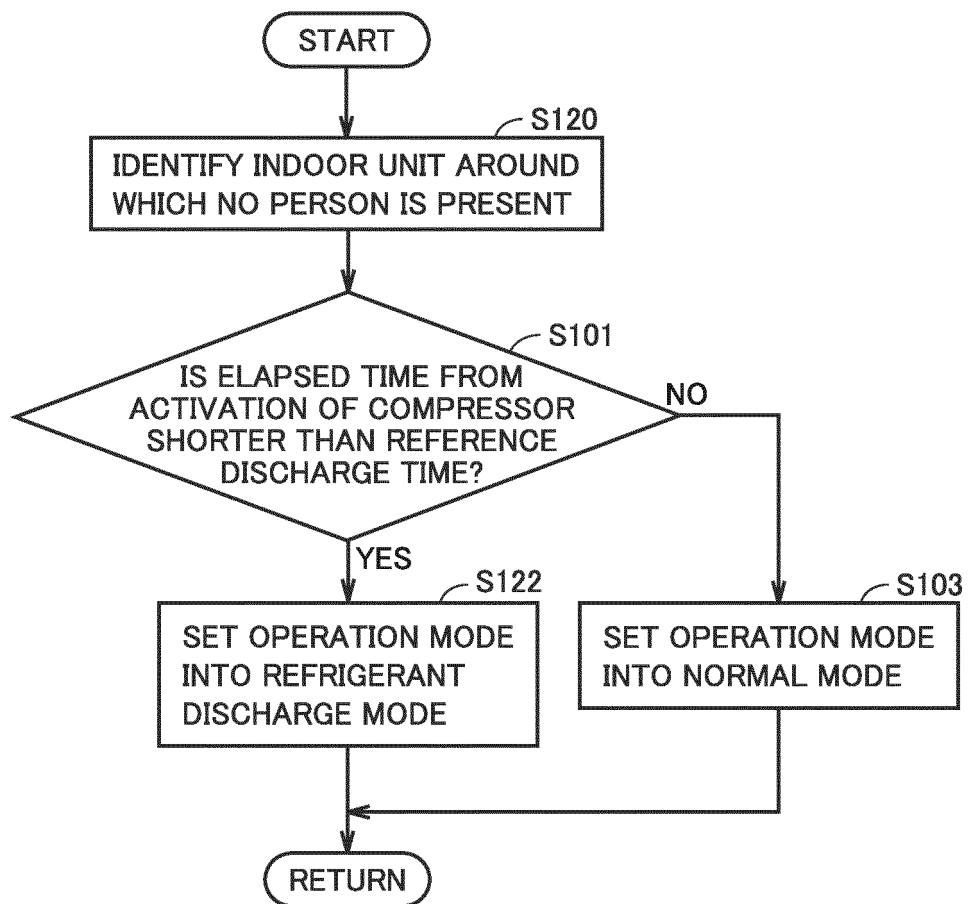 START
S120
IDENTIFY INDOOR UNIT AROUND
WHICH NO PERSON IS PRESENT
S101
IS ELAPSED TIME FROM
ACTIVATION OF COMPRESSOR
SHORTER THAN REFERENCE
DISCHARGE TIME?
NO
YES
S122
SET OPERATION MODE
INTO REFRIGERANT
DISCHARGE MODE
S103
SET OPERATION MODE
INTO NORMAL MODE
RETURN